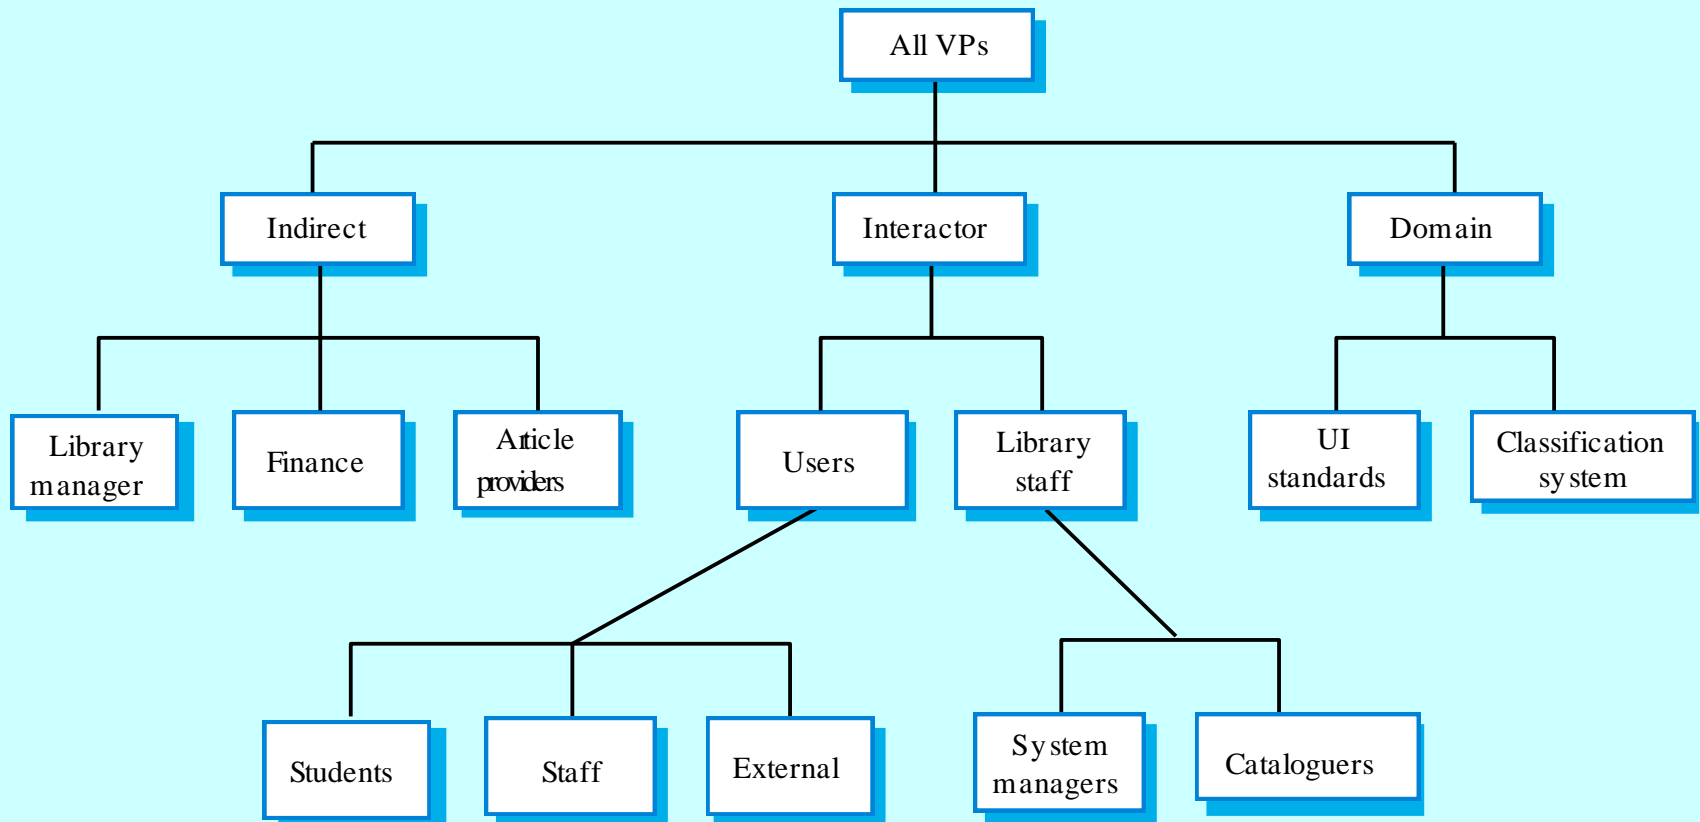 All VPs
Indirect
Interactor
Domain
Library
manager
Finance
Article
providers
Users
Library
staff
UI
standards
Classification
system
Students
Staff
External
System
managers
Cataloguers